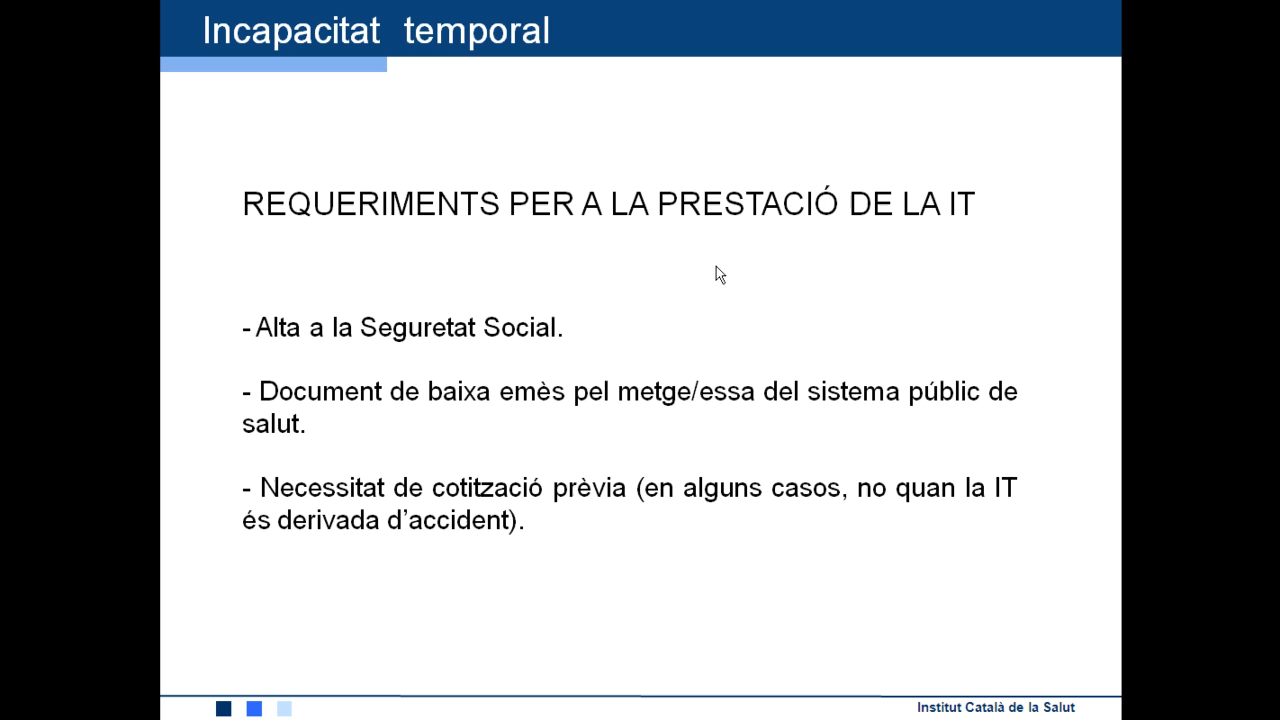 Incapacitat temporal
REQUERIMENTS PER A LA PRESTACIÓ DE LA IT
- Alta a la Seguretat Social.
- Document de baixa emès pel metge/essa del sistema públic de
salut.
- Necessitat de cotització prèvia (en alguns casos, no quan la IT
és derivada d’accident).
Institut Català de la Salut